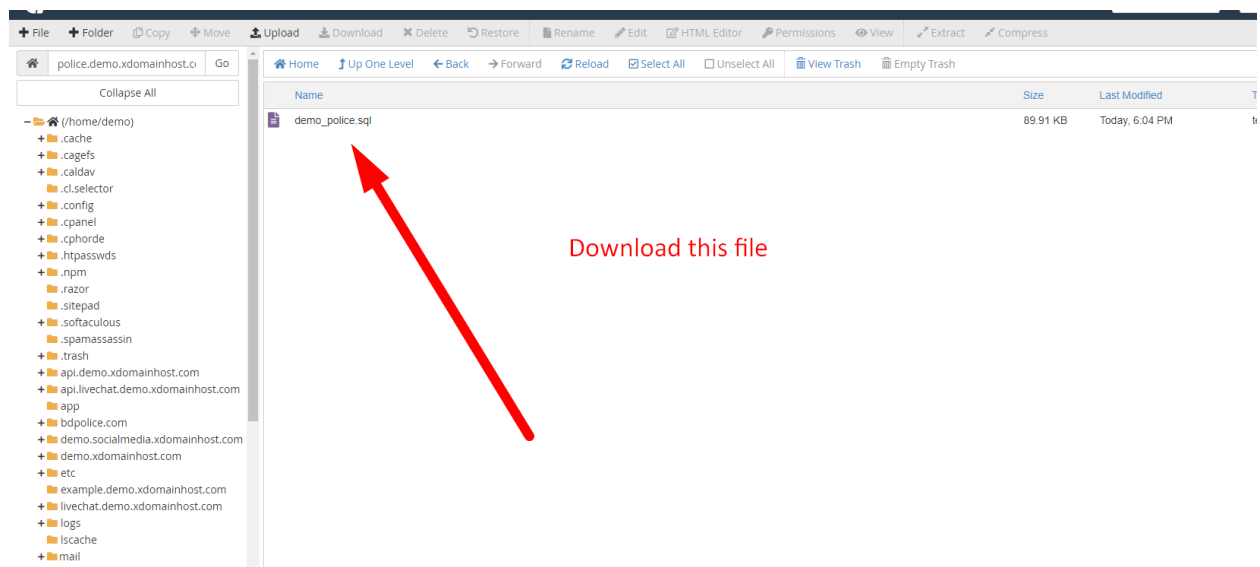 File Folder Copy Move Upload Download Delete Restore Rename Edit HTML Editor Permissions View Extract Compress
police.demo.xdomainhost.c Go Home Up One Level Back Forward Reload Select All Unselect All View Trash Empty Trash
Collapse All
Name Size Last Modified
demo_police.sql 89.91 KB Today, 6:04 PM
(/home/demo)
.cache
.cagefs
.caldav
.cl.selector
.config
.cpanel
.cphorde
.htpasswds
.npm
.razor
.sitepad
.softaculous
.spamassassin
.trash
api.demo.xdomainhost.com
api.livechat.demo.xdomainhost.com
app
bdpolice.com
demo.socialmedia.xdomainhost.com
demo.xdomainhost.com
etc
example.demo.xdomainhost.com
livechat.demo.xdomainhost.com
logs
lscache
mail
Download this file